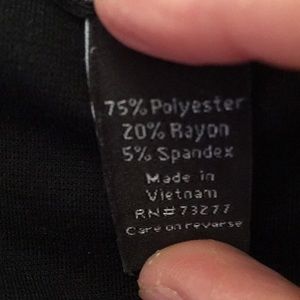 75% Polyester
20% Rayon
5% Spandex
Made in
Vietnam
RN#73277
Care on reverse